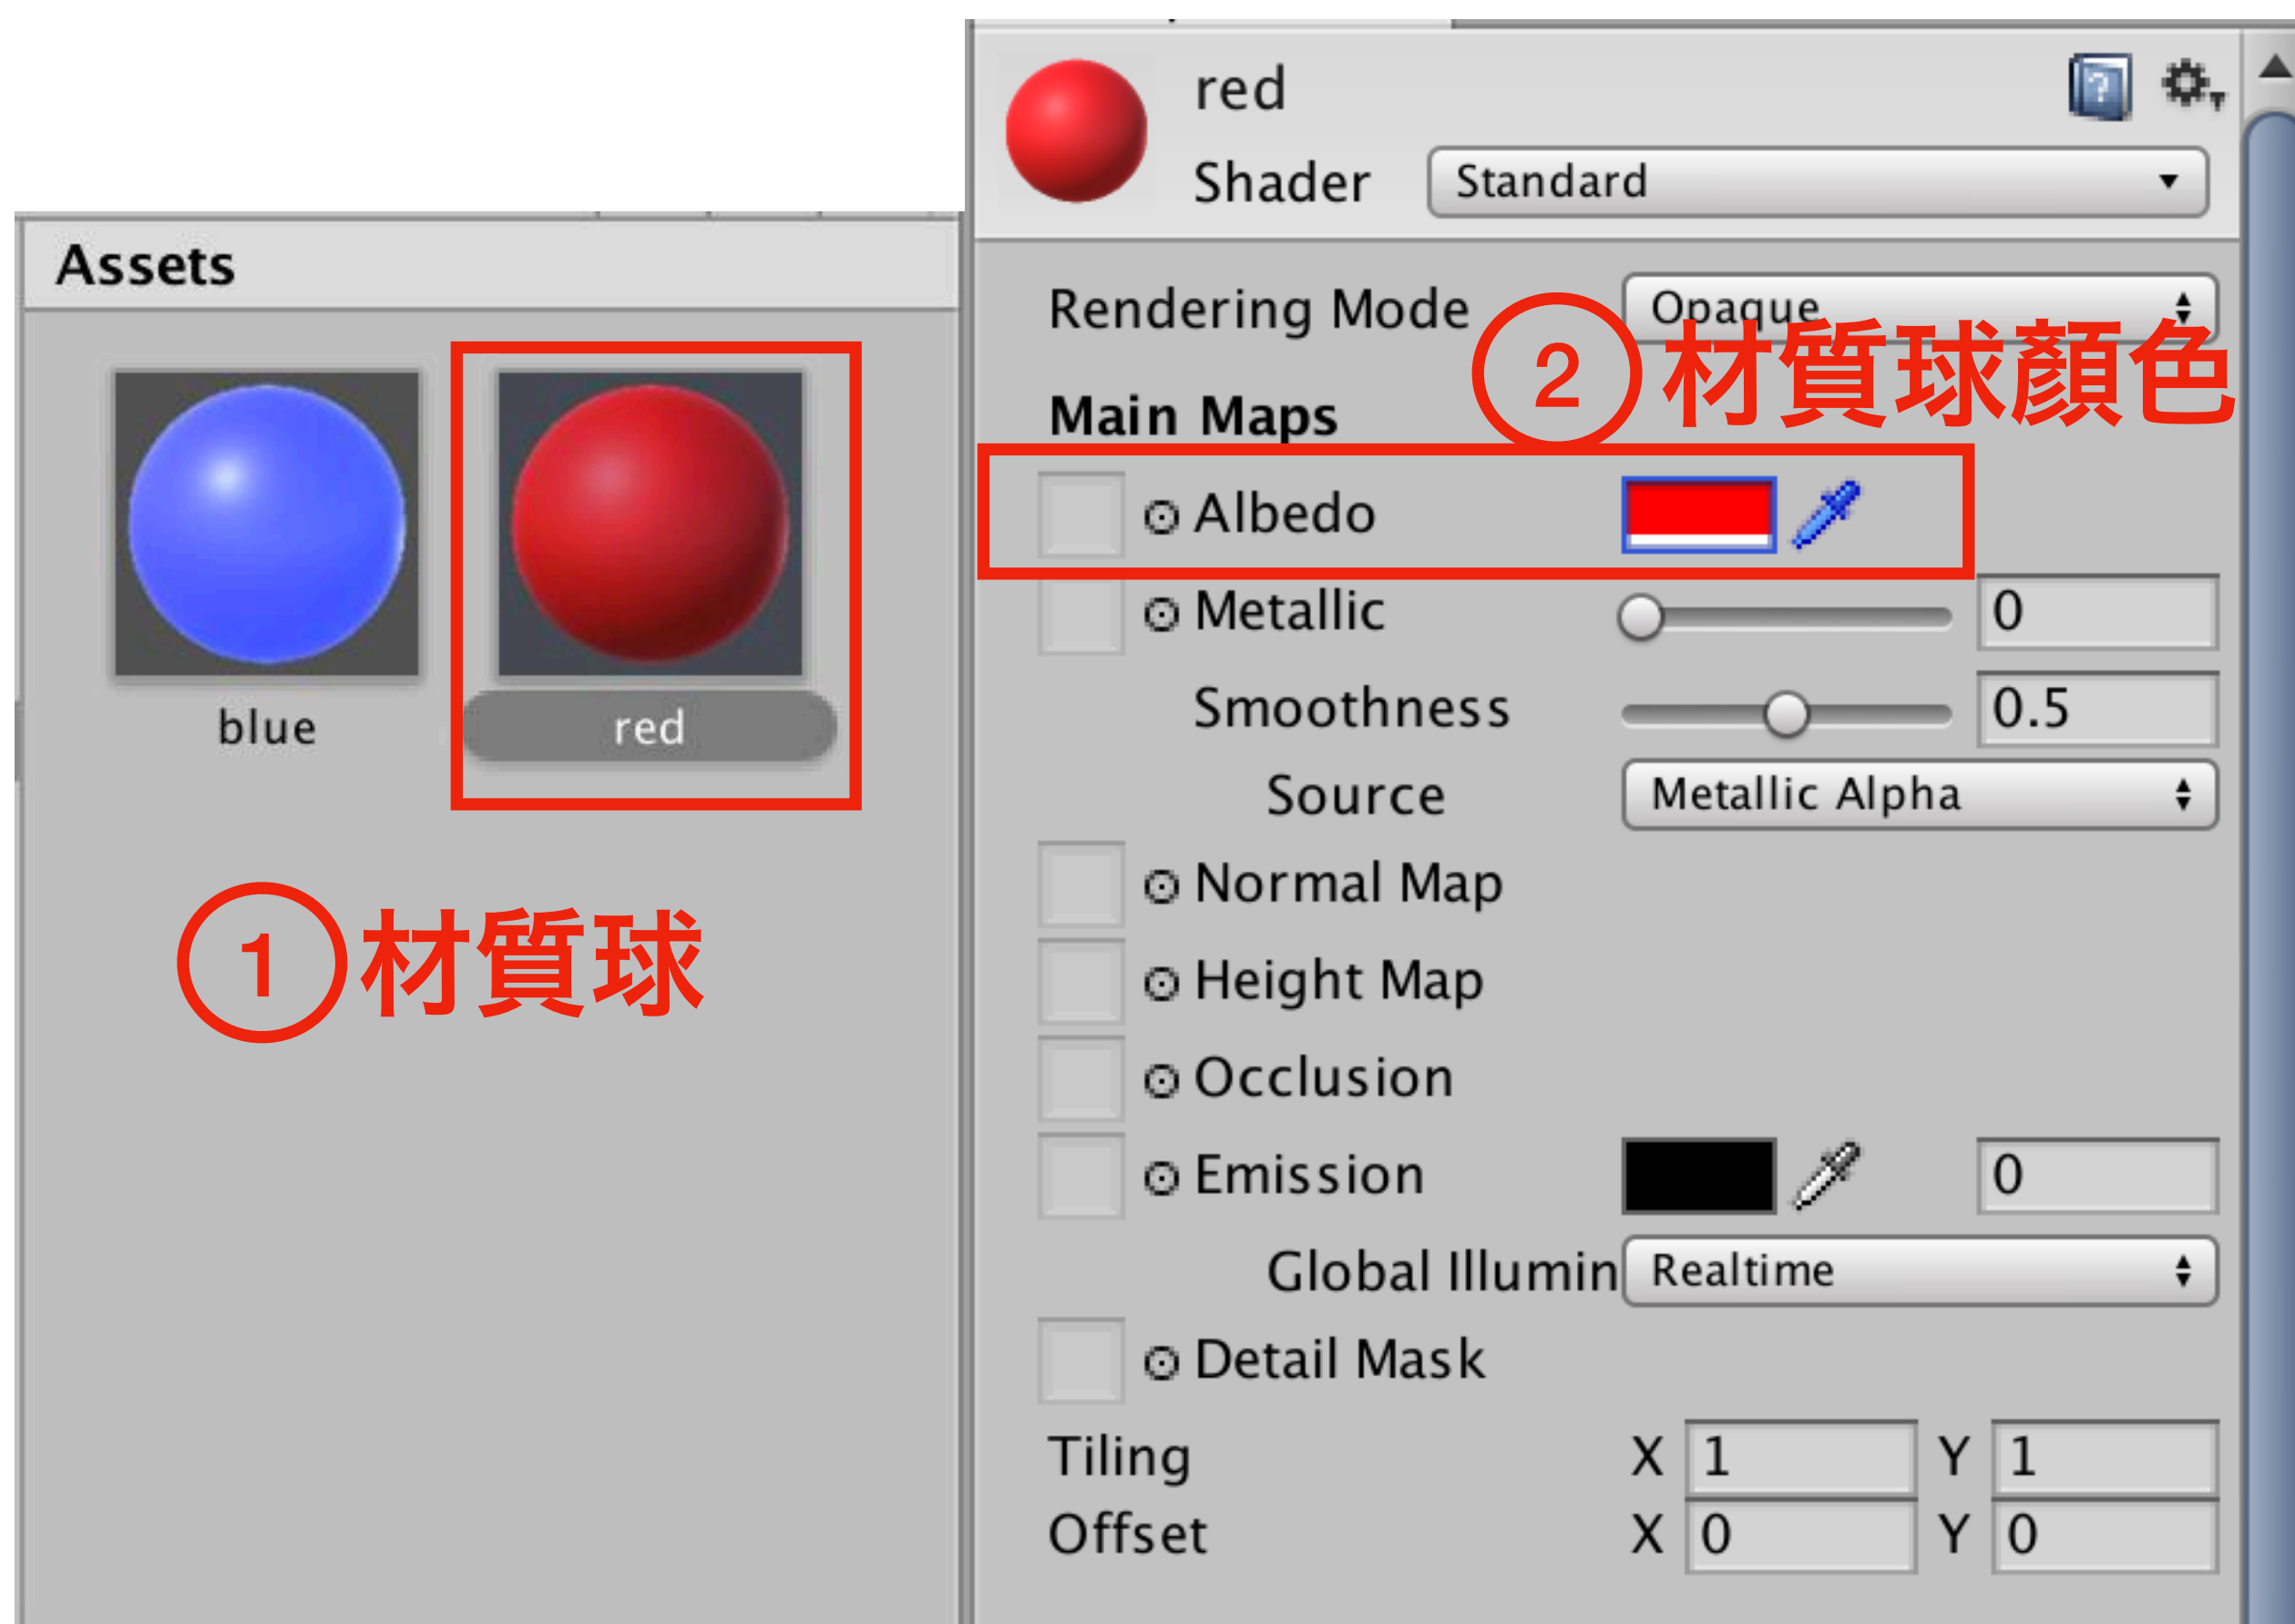 Assets
blue
red
1 材質球
red
Shader Standard
Rendering Mode Opaque
2 材質球顏色
Main Maps
Albedo
Metallic 0
Smoothness 0.5
Source Metallic Alpha
Normal Map
Height Map
Occlusion
Emission 0
Global Illumin Realtime
Detail Mask
Tiling X 1 Y 1
Offset X 0 Y 0